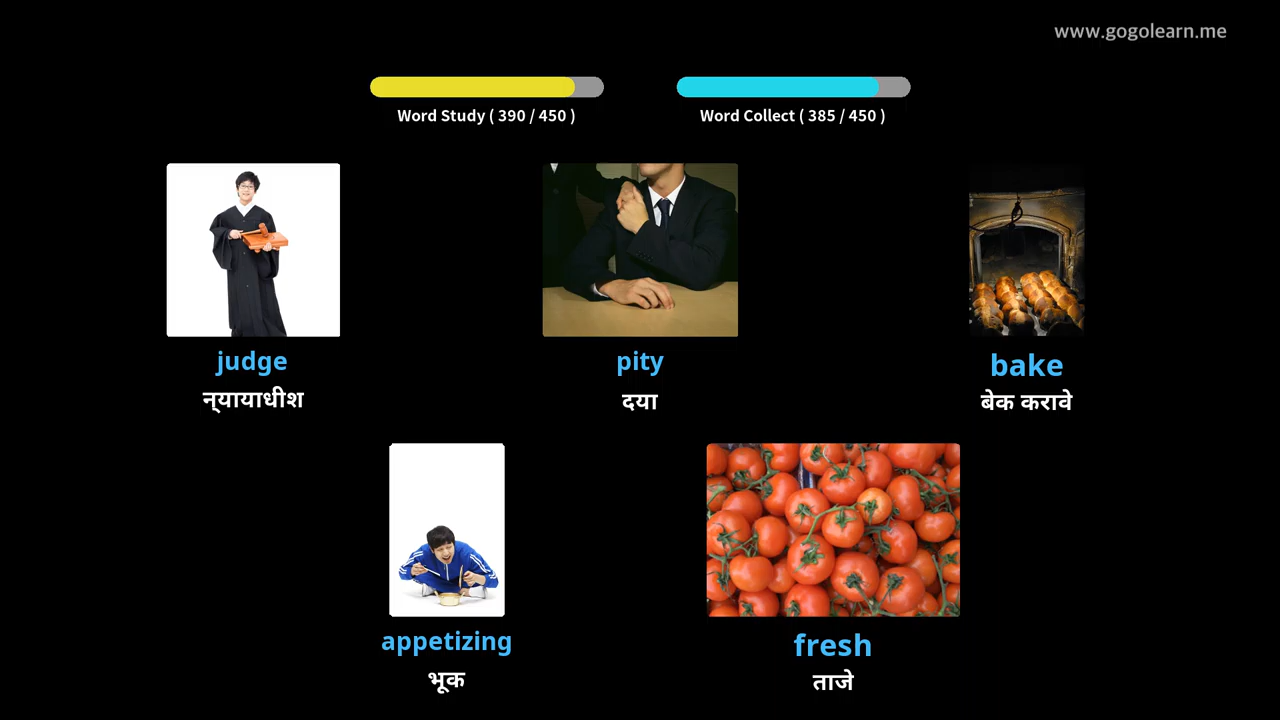 www.gogolearn.me
Word Study ( 390 / 450 )
Word Collect ( 385 / 450 )
judge
न्‌यायाधीश
pity
दया
bake
बेक करावे
appetizing
भूक
fresh
ताजे